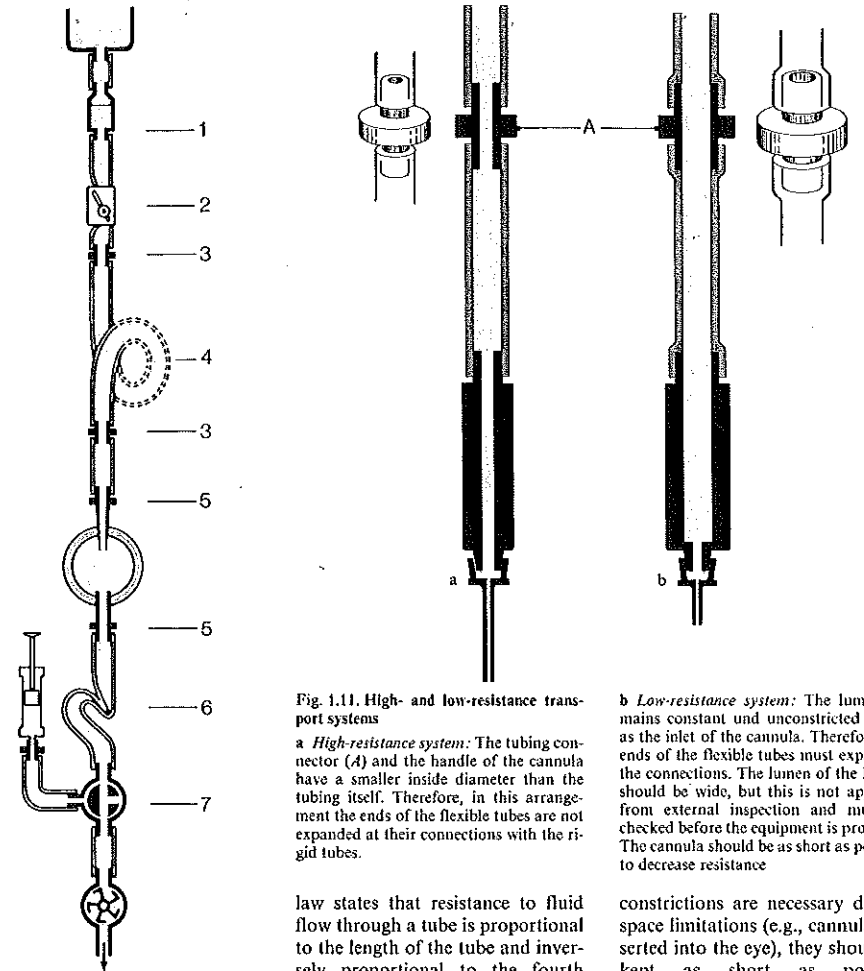 1
2
3
4
3
5
5
6
7
A
a
b
Fig. 1.11. High- and low-resistance trans-
port systems
a High-resistance system: The tubing con-
nector (A) and the handle of the cannula
have a smaller inside diameter than the
tubing itself. Therefore, in this arrange-
ment the ends of the flexible tubes are not
expanded at their connections with the ri-
gid tubes.
b Low-resistance system: The lum
mains constant und unconstricted
as the inlet of the cannula. Therefo
ends of the flexible tubes must exp
the connections. The lumen of the
should be wide, but this is not ap
from external inspection and mu
checked before the equipment is pro
The cannula should be as short as p
to decrease resistance
law states that resistance to fluid
flow through a tube is proportional
to the length of the tube and inver-
sely proportional to the fourth
constrictions are necessary d
space limitations (e.g., cannul
serted into the eye), they shou
kept as short as po